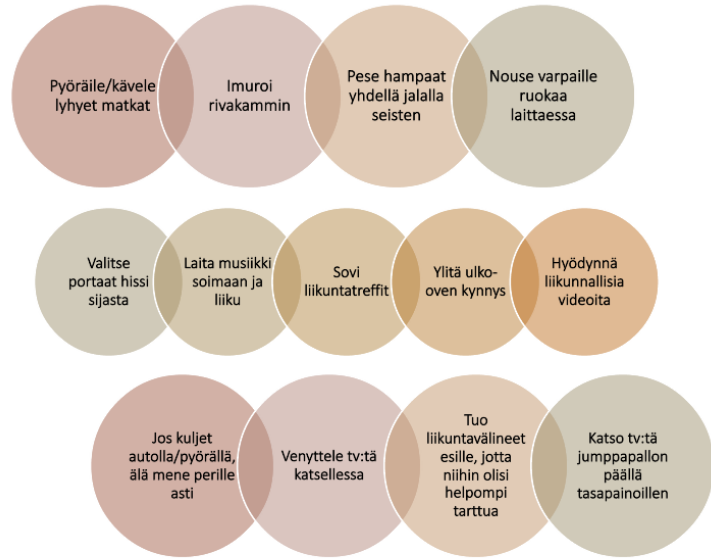 Pyöräile/kävele
lyhyet matkat
Imuroi
rivakammin
Pese hampaat
yhdellä jalalla
seisten
Nouse varpaille
ruokaa
laittaessa
Valitse
portaat hissi
sijasta
Laita musiikki
soimaan ja
liiku
Sovi
liikuntatreffit
Ylitä ulko-
oven kynnys
Hyödynnä
liikunnallisia
videoita
Jos kuljet
autolla/pyörällä,
älä mene perille
asti
Venyttele tv:tä
katsellessa
Tuo
liikuntavälineet
esille, jotta
niihin olisi
helpompi
tarttua
Katso tv:tä
jumppapallon
päällä
tasapainoillen